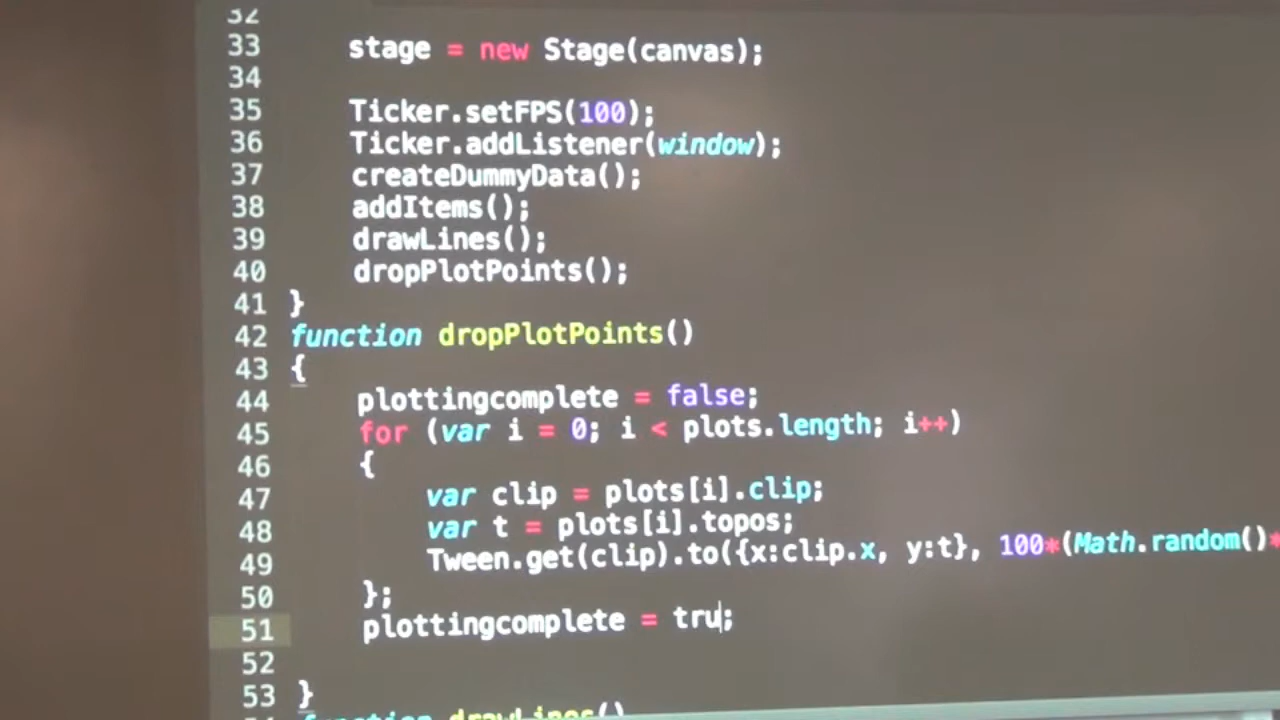 32
33 stage = new Stage(canvas);
34
35 Ticker.setFPS(100);
36 Ticker.addListener(window);
37 createDummyData();
38 addItems();
39 drawLines();
40 dropPlotPoints();
41 }
42 function dropPlotPoints()
43 {
44 plottingcomplete = false;
45 for (var i = 0; i < plots.length; i++)
46 {
47 var clip = plots[i].clip;
48 var t = plots[i].topos;
49 Tween.get(clip).to({x:clip.x, y:t}, 100*(Math.random()*
50 };
51 plottingcomplete = tru;
52
53 }
54 function drawLines()